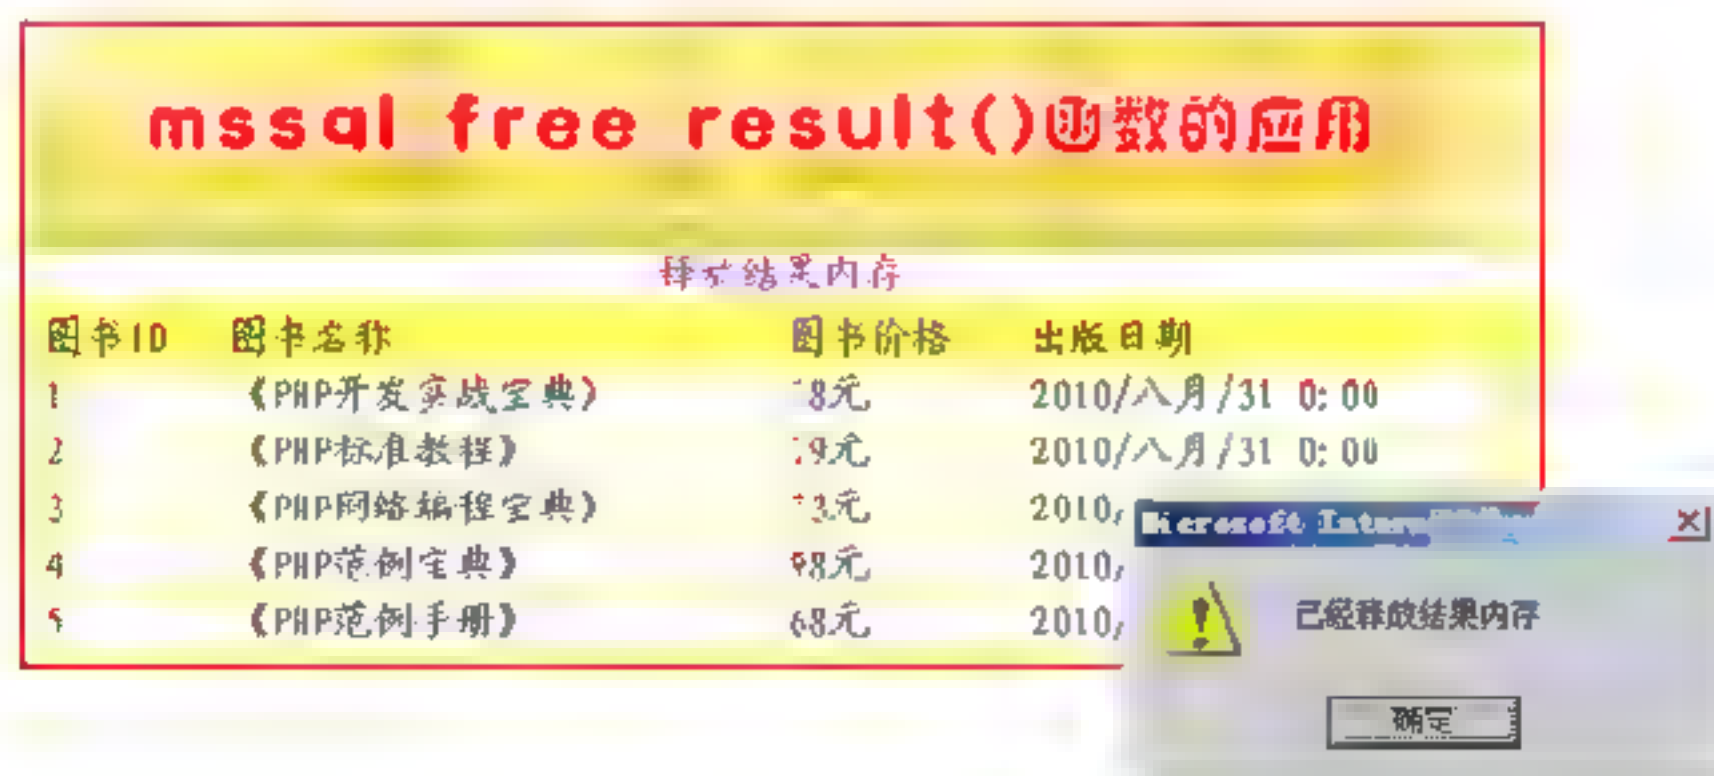 mssql free result()函数的应用
释放结果内存
图书ID 图书名称 图书价格 出版日期
1 《PHP开发实战宝典》 8元 2010/八月/31 0:00
2 《PHP标准教程》 9元 2010/八月/31 0:00
3 《PHP网络编程宝典》 3元 2010/
4 《PHP范例宝典》 98元 2010/
5 《PHP范例手册》 68元 2010/
Microsoft Intern
已经释放结果内存
确定